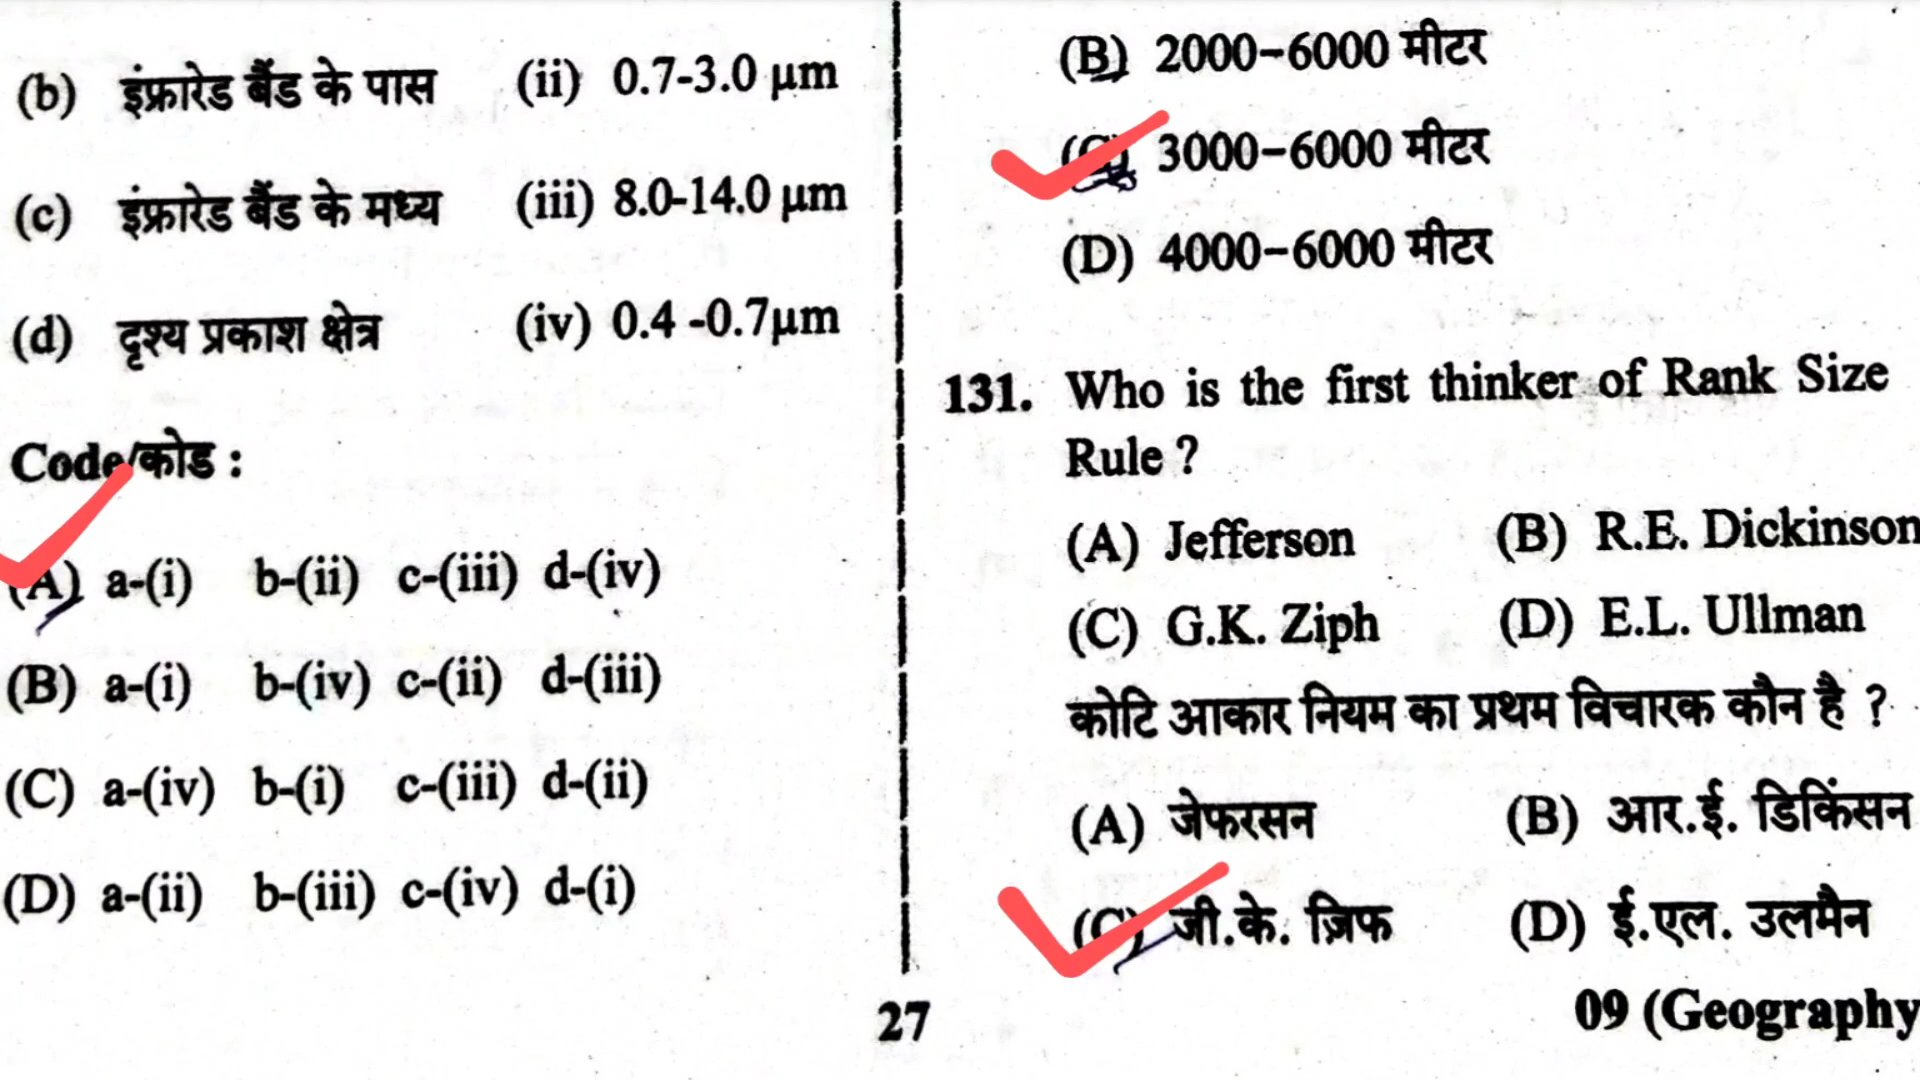 (b) इंफ्रारेड बैंड के पास (ii) 0.7-3.0 µm
(c) इंफ्रारेड बैंड के मध्य (iii) 8.0-14.0 µm
(d) दृश्य प्रकाश क्षेत्र (iv) 0.4 -0.7µm
Code/कोड :
(A) a-(i) b-(ii) c-(iii) d-(iv)
(B) a-(i) b-(iv) c-(ii) d-(iii)
(C) a-(iv) b-(i) c-(iii) d-(ii)
(D) a-(ii) b-(iii) c-(iv) d-(i)
(B) 2000–6000 मीटर
(C) 3000–6000 मीटर
(D) 4000–6000 मीटर
131. Who is the first thinker of Rank Size
Rule ?
(A) Jefferson (B) R.E. Dickinson
(C) G.K. Ziph (D) E.L. Ullman
कोटि आकार नियम का प्रथम विचारक कौन है ?
(A) जेफरसन (B) आर.ई. डिकिंसन
(C) जी.के. ज़िफ (D) ई.एल. उलमैन
27
09 (Geography